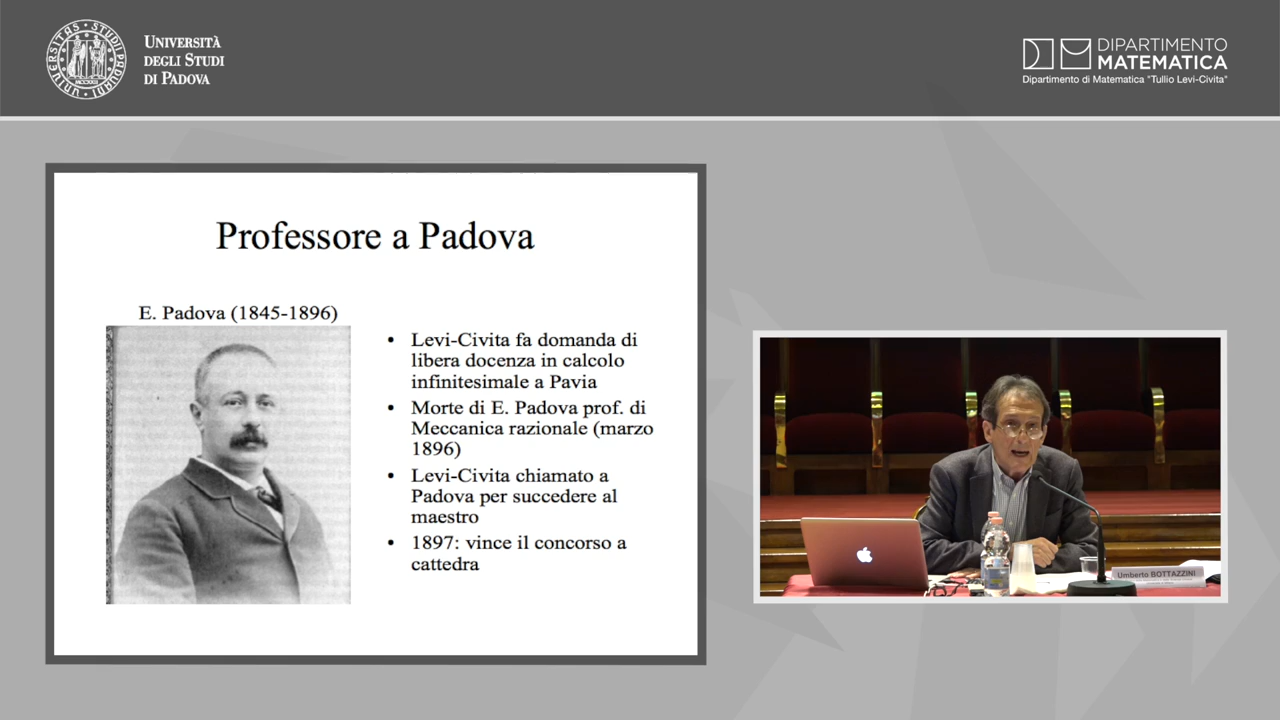 UNIVERSITÀ
DEGLI STUDI
DI PADOVA
DIPARTIMENTO
MATEMATICA
Dipartimento di Matematica "Tullio Levi-Civita"
Professore a Padova
E. Padova (1845-1896)
• Levi-Civita fa domanda di
libera docenza in calcolo
infinitesimale a Pavia
• Morte di E. Padova prof. di
Meccanica razionale (marzo
1896)
• Levi-Civita chiamato a
Padova per succedere al
maestro
• 1897: vince il concorso a
cattedra
Umberto BOTTAZZINI